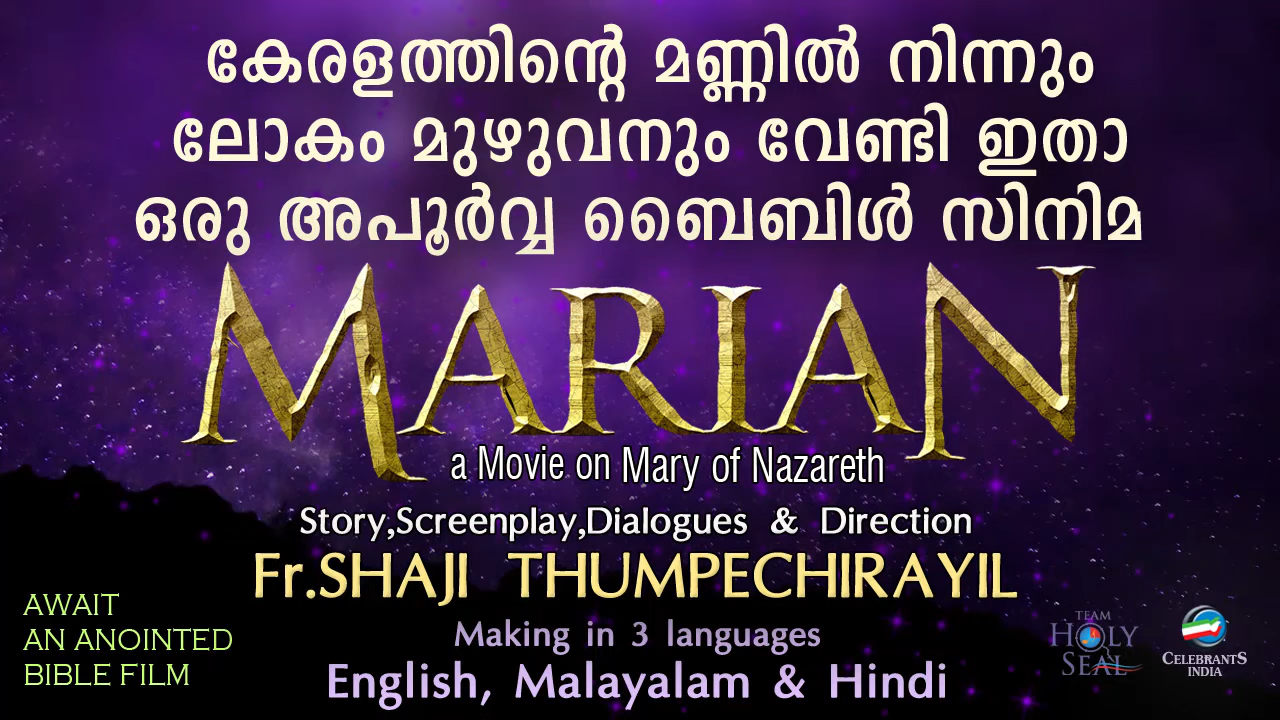 കേരളത്തിന്റെ മണ്ണിൽ നിന്നും
ലോകം മുഴുവനും വേണ്ടി ഇതാ
ഒരു അപൂർവ്വ ബൈബിൾ സിനിമ
MARIAN
a Movie on Mary of Nazareth
Story,Screenplay,Dialogues & Direction
Fr.SHAJI THUMPECHIRAYIL
AWAIT
AN ANOINTED
BIBLE FILM
Making in 3 languages
English, Malayalam & Hindi
TEAM
HOLY
SEAL
CELEBRANTS
INDIA